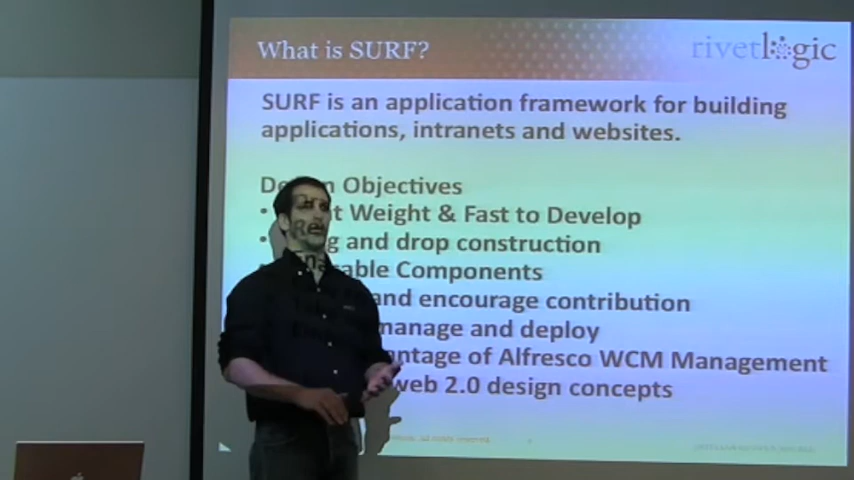 What is SURF?
rivetlogic
SURF is an application framework for building
applications, intranets and websites.
Objectives
Weight & Fast to Develop
and drop construction
Components
and encourage contribution
manage and deploy
of Alfresco WCM Management
web 2.0 design concepts